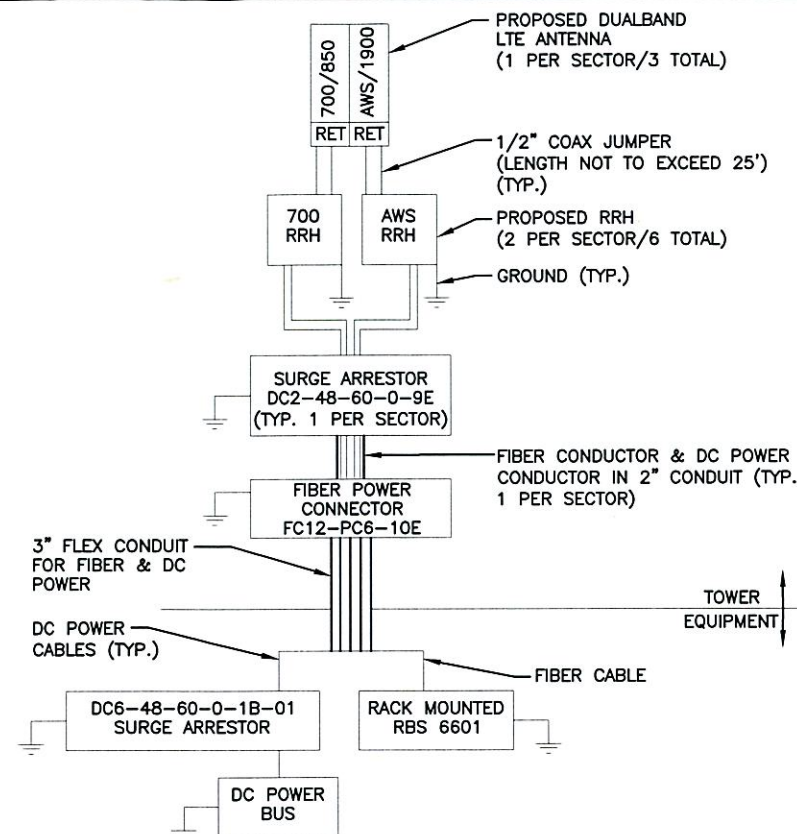 PROPOSED DUALBAND
LTE ANTENNA
(1 PER SECTOR/3 TOTAL)
700/850
AWS/1900
RET
RET
1/2" COAX JUMPER
(LENGTH NOT TO EXCEED 25')
(TYP.)
700
RRH
AWS
RRH
PROPOSED RRH
(2 PER SECTOR/6 TOTAL)
GROUND (TYP.)
SURGE ARRESTOR
DC2-48-60-0-9E
(TYP. 1 PER SECTOR)
FIBER CONDUCTOR & DC POWER
CONDUCTOR IN 2" CONDUIT (TYP.
1 PER SECTOR)
FIBER POWER
CONNECTOR
FC12-PC6-10E
3" FLEX CONDUIT
FOR FIBER & DC
POWER
TOWER
EQUIPMENT
DC POWER
CABLES (TYP.)
FIBER CABLE
DC6-48-60-0-1B-01
SURGE ARRESTOR
RACK MOUNTED
RBS 6601
DC POWER
BUS